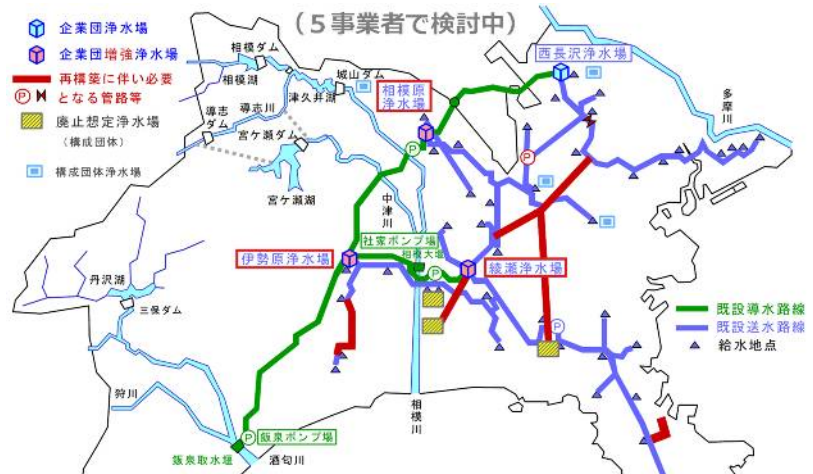 (5事業者で検討中)
企業団浄水場
企業団増強浄水場
再構築に伴い必要
となる管路等
P
廃止想定浄水場
(構成団体)
構成団体浄水場
相模ダム
相模湖
城山ダム
津久井湖
道志川
道志
ダム
宮ケ瀬ダム
宮ケ瀬湖
中津川
相模原
浄水場
西長沢浄水場
多摩川
P
P
社家ポンプ場
相模大堰
伊勢原浄水場
P
綾瀬浄水場
丹沢湖
三保ダム
狩川
P
飯泉ポンプ場
飯泉取水堰
酒匂川
相模川
P
既設導水路線
既設送水路線
給水地点